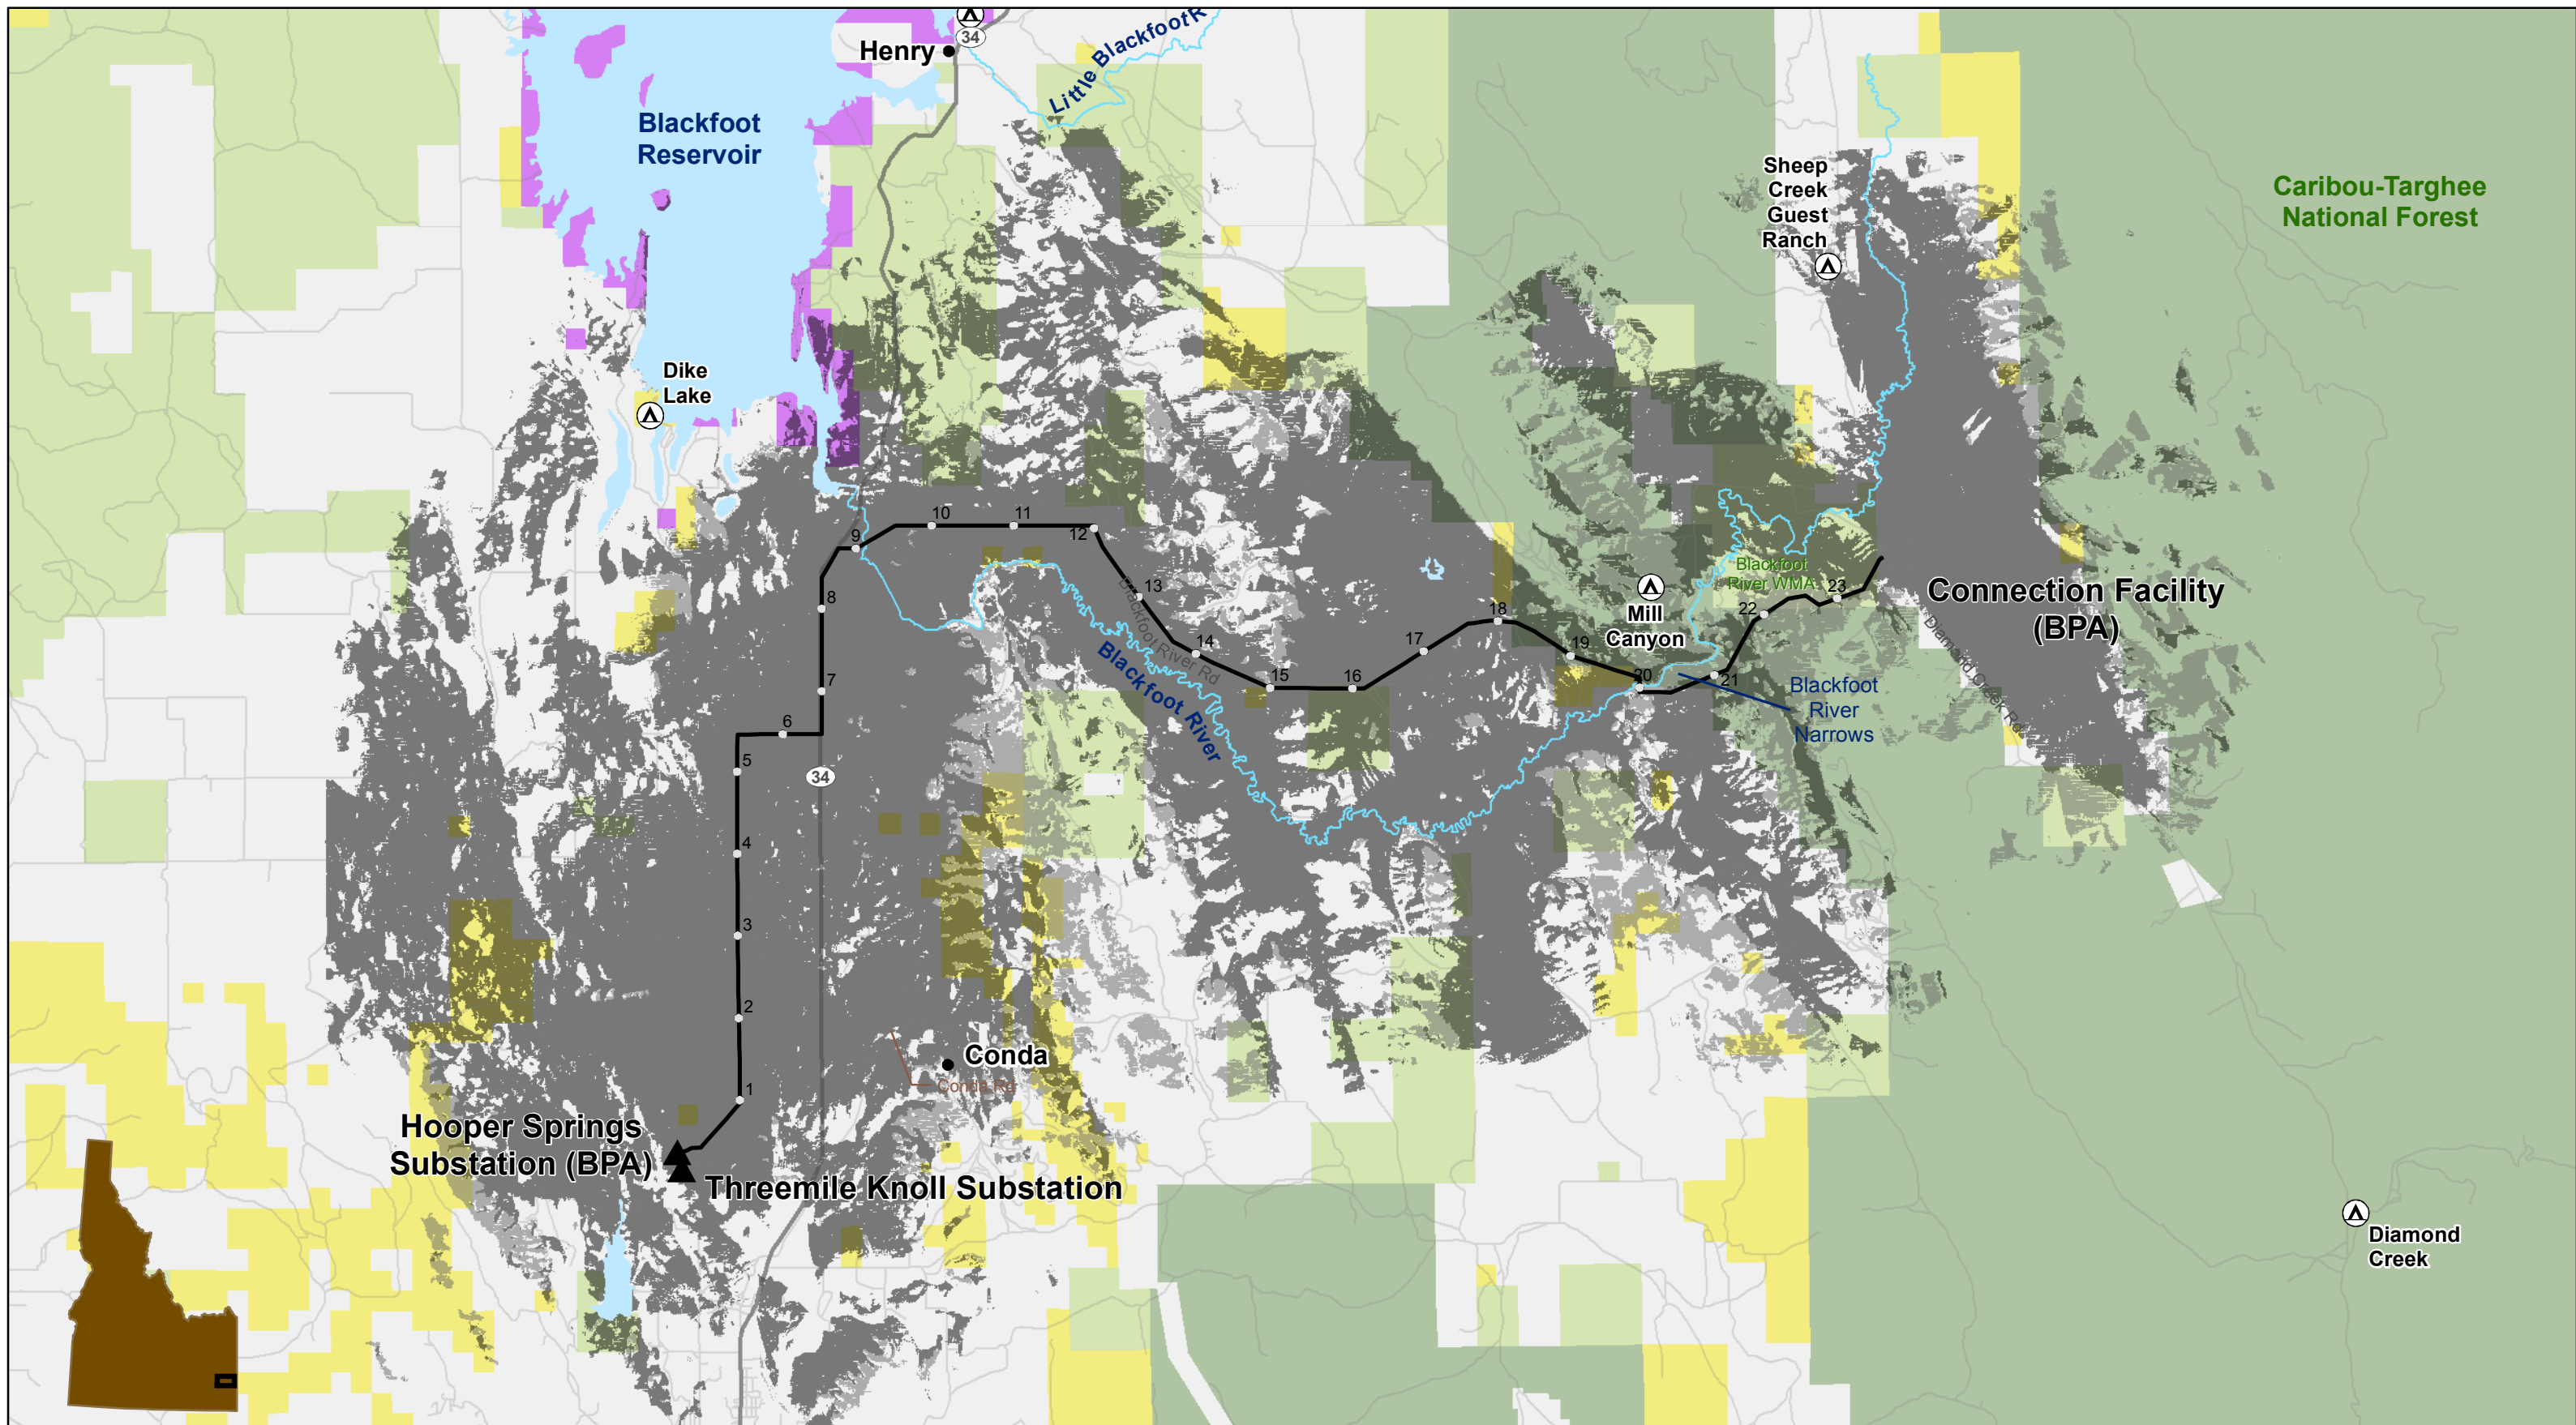 Henry
34
Little Blackfoot R
Blackfoot
Reservoir
Sheep
Creek
Guest
Ranch
Caribou-Targhee
National Forest
Dike
Lake
9
10
11
12
13
14
15
16
17
18
19
20
21
22
23
8
7
6
5
4
3
2
1
34
Blackfoot River Rd
Blackfoot River
Mill
Canyon
Blackfoot
River WMA
Connection Facility
(BPA)
Diamond Creek Rd
Blackfoot
River
Narrows
Conda
Conda Rd
Hooper Springs
Substation (BPA)
Threemile Knoll Substation
Diamond
Creek